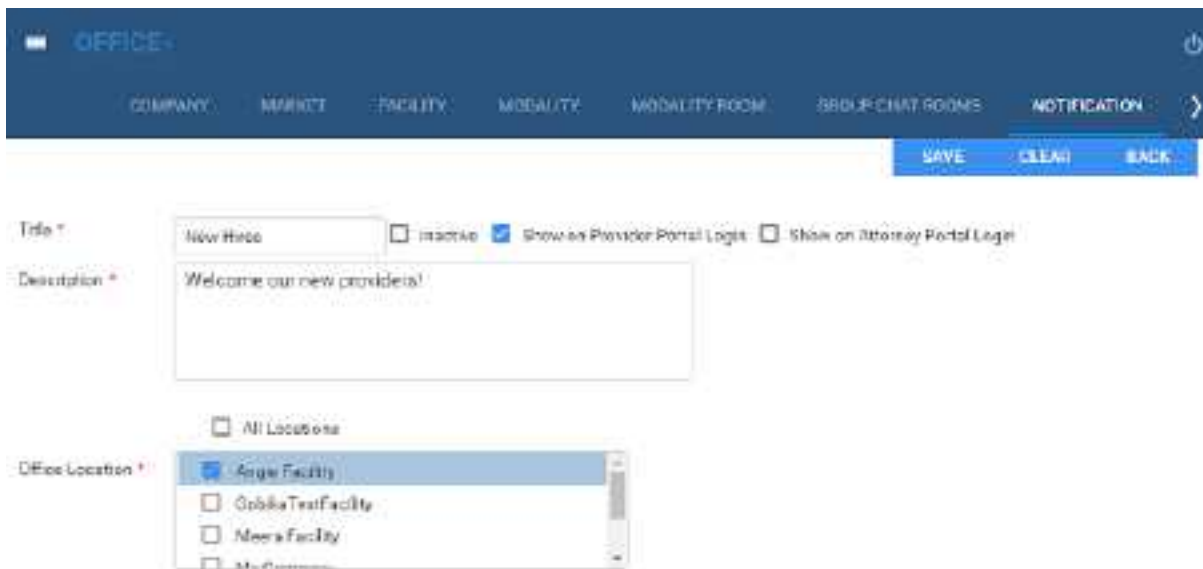 OFFICE
COMPANY MARKET FACILITY MODALITY MODALITY ROOM GROUP CHAT ROOMS NOTIFICATION
SAVE CLEAR BACK
Title * New Hires Inactive Show on Provider Portal Login Show on Attorney Portal Login
Description * Welcome our new providers!
All Locations
Office Location * Angie Facility
GobikaTestFacility
Meera Facility